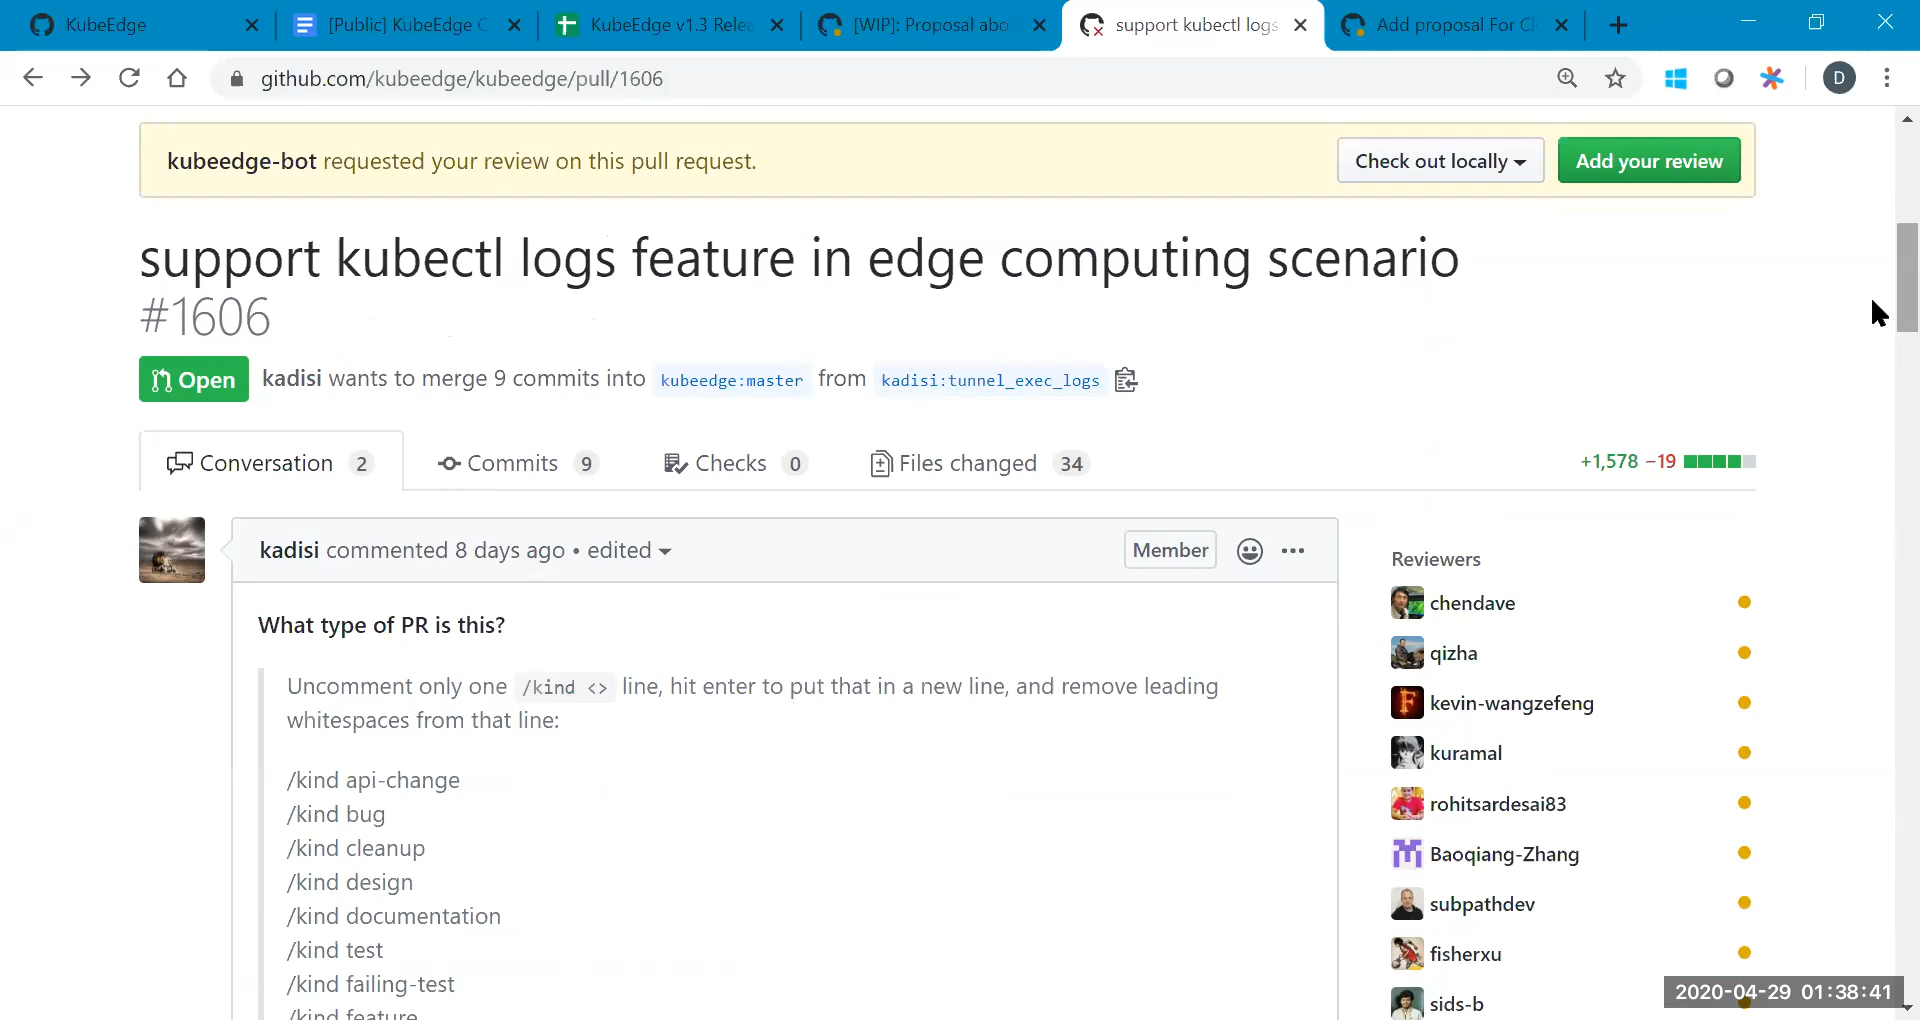 KubeEdge
[Public] KubeEdge C
KubeEdge v1.3 Relea
[WIP]: Proposal abo
support kubectl logs
Add proposal For Cl
github.com/kubeedge/kubeedge/pull/1606
D
kubeedge-bot requested your review on this pull request.
Check out locally
Add your review
support kubectl logs feature in edge computing scenario
#1606
Open
kadisi wants to merge 9 commits into kubeedge:master from kadisi:tunnel_exec_logs
Conversation 2
Commits 9
Checks 0
Files changed 34
+1,578 −19
kadisi commented 8 days ago • edited
Member
What type of PR is this?
Uncomment only one /kind <> line, hit enter to put that in a new line, and remove leading
whitespaces from that line:
/kind api-change
/kind bug
/kind cleanup
/kind design
/kind documentation
/kind test
/kind failing-test
/kind feature
Reviewers
chendave
qizha
kevin-wangzefeng
kuramal
rohitsardesai83
Baoqiang-Zhang
subpathdev
fisherxu
sids-b
2020-04-29 01:38:41